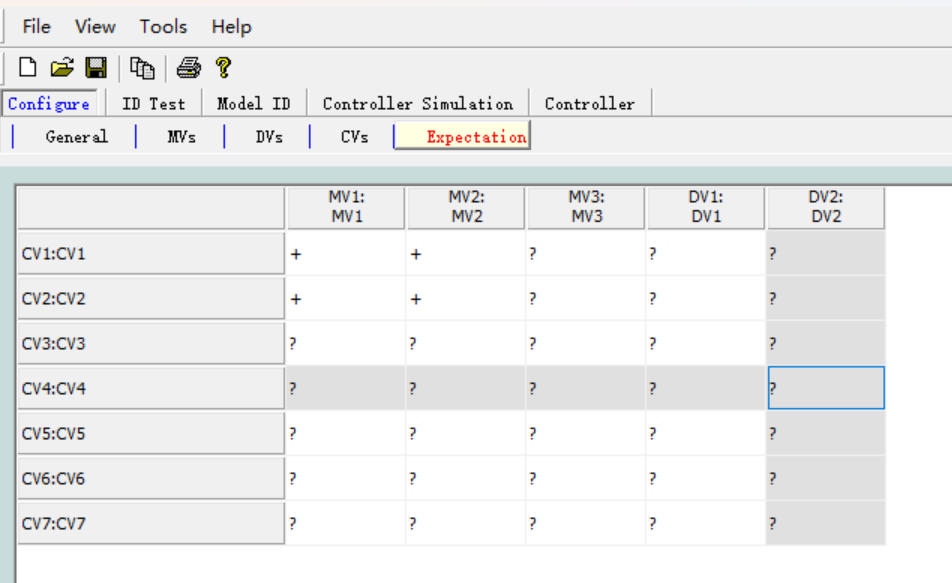 File View Tools Help
Configure ID Test Model ID Controller Simulation Controller
General MVs DVs CVs Expectation
MV1: MV2: MV3: DV1: DV2:
MV1 MV2 MV3 DV1 DV2
CV1:CV1 + + ? ? ?
CV2:CV2 + + ? ? ?
CV3:CV3 ? ? ? ? ?
CV4:CV4 ? ? ? ? ?
CV5:CV5 ? ? ? ? ?
CV6:CV6 ? ? ? ? ?
CV7:CV7 ? ? ? ? ?